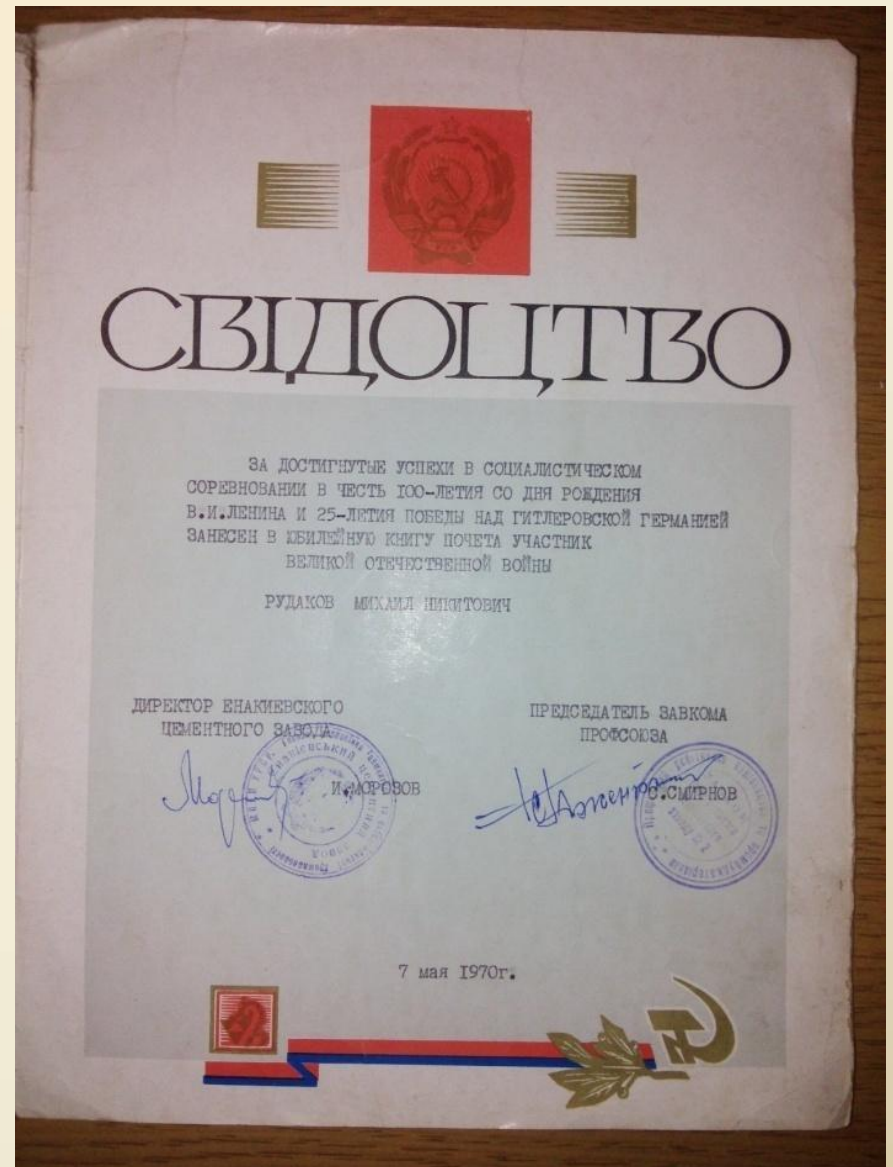 СВІДОЦТВО
ЗА ДОСТИГНУТЫЕ УСПЕХИ В СОЦИАЛИСТИЧЕСКОМ
СОРЕВНОВАНИИ В ЧЕСТЬ 100-ЛЕТИЯ СО ДНЯ РОЖДЕНИЯ
В.И.ЛЕНИНА И 25-ЛЕТИЯ ПОБЕДЫ НАД ГИТЛЕРОВСКОЙ ГЕРМАНИЕЙ
ЗАНЕСЕН В ЮБИЛЕЙНУЮ КНИГУ ПОЧЕТА УЧАСТНИК
ВЕЛИКОЙ ОТЕЧЕСТВЕННОЙ ВОЙНЫ
РУДАКОВ МИХАИЛ НИКИТОВИЧ
ДИРЕКТОР ЕНАКИЕВСКОГО
ЦЕМЕНТНОГО ЗАВОДА
И.МОРОЗОВ
ПРЕДСЕДАТЕЛЬ ЗАВКОМА
ПРОФСОЮЗА
С.СМИРНОВ
7 мая 1970г.